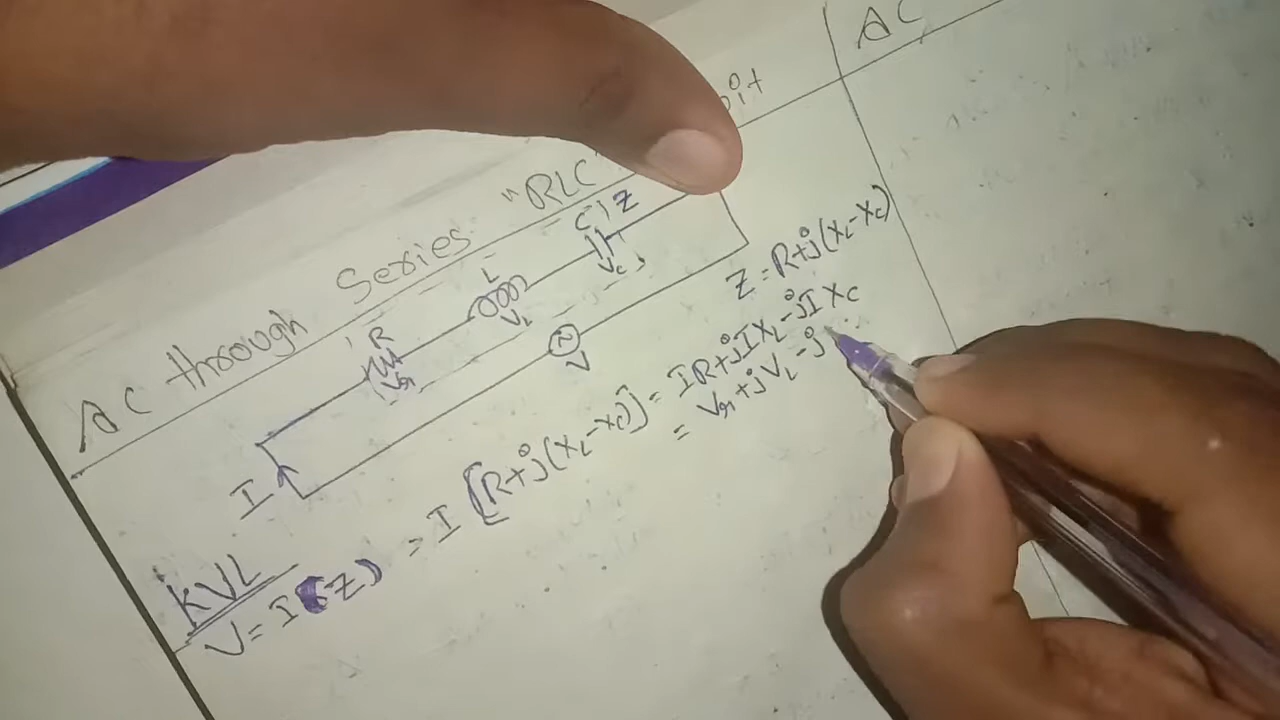 AC
AC through Series "RLC"
R
L
C
Z
Vr
VL
Vc
V
I
Z = R+j(XL-Xc)
KVL
V = I(Z) = I [R+j(XL-Xc)] = IR+jIXL-jIXc
= Vr+jVL-j